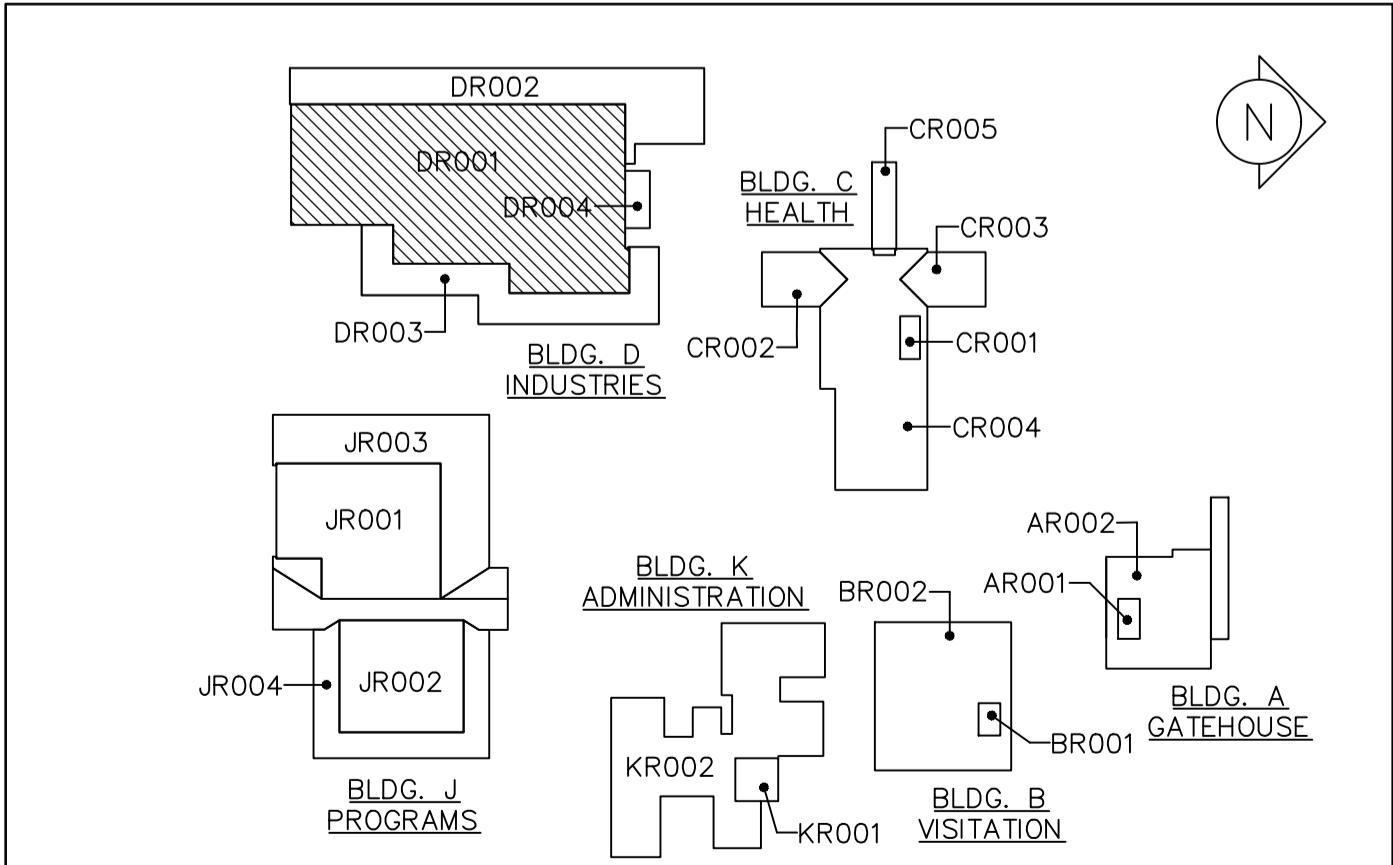 DR002
DR001
DR004
DR003
BLDG. D
INDUSTRIES
CR005
BLDG. C
HEALTH
CR003
CR002
CR001
CR004
N
JR003
JR001
JR004
JR002
BLDG. J
PROGRAMS
BLDG. K
ADMINISTRATION
KR002
KR001
BR002
BR001
BLDG. B
VISITATION
AR002
AR001
BLDG. A
GATEHOUSE